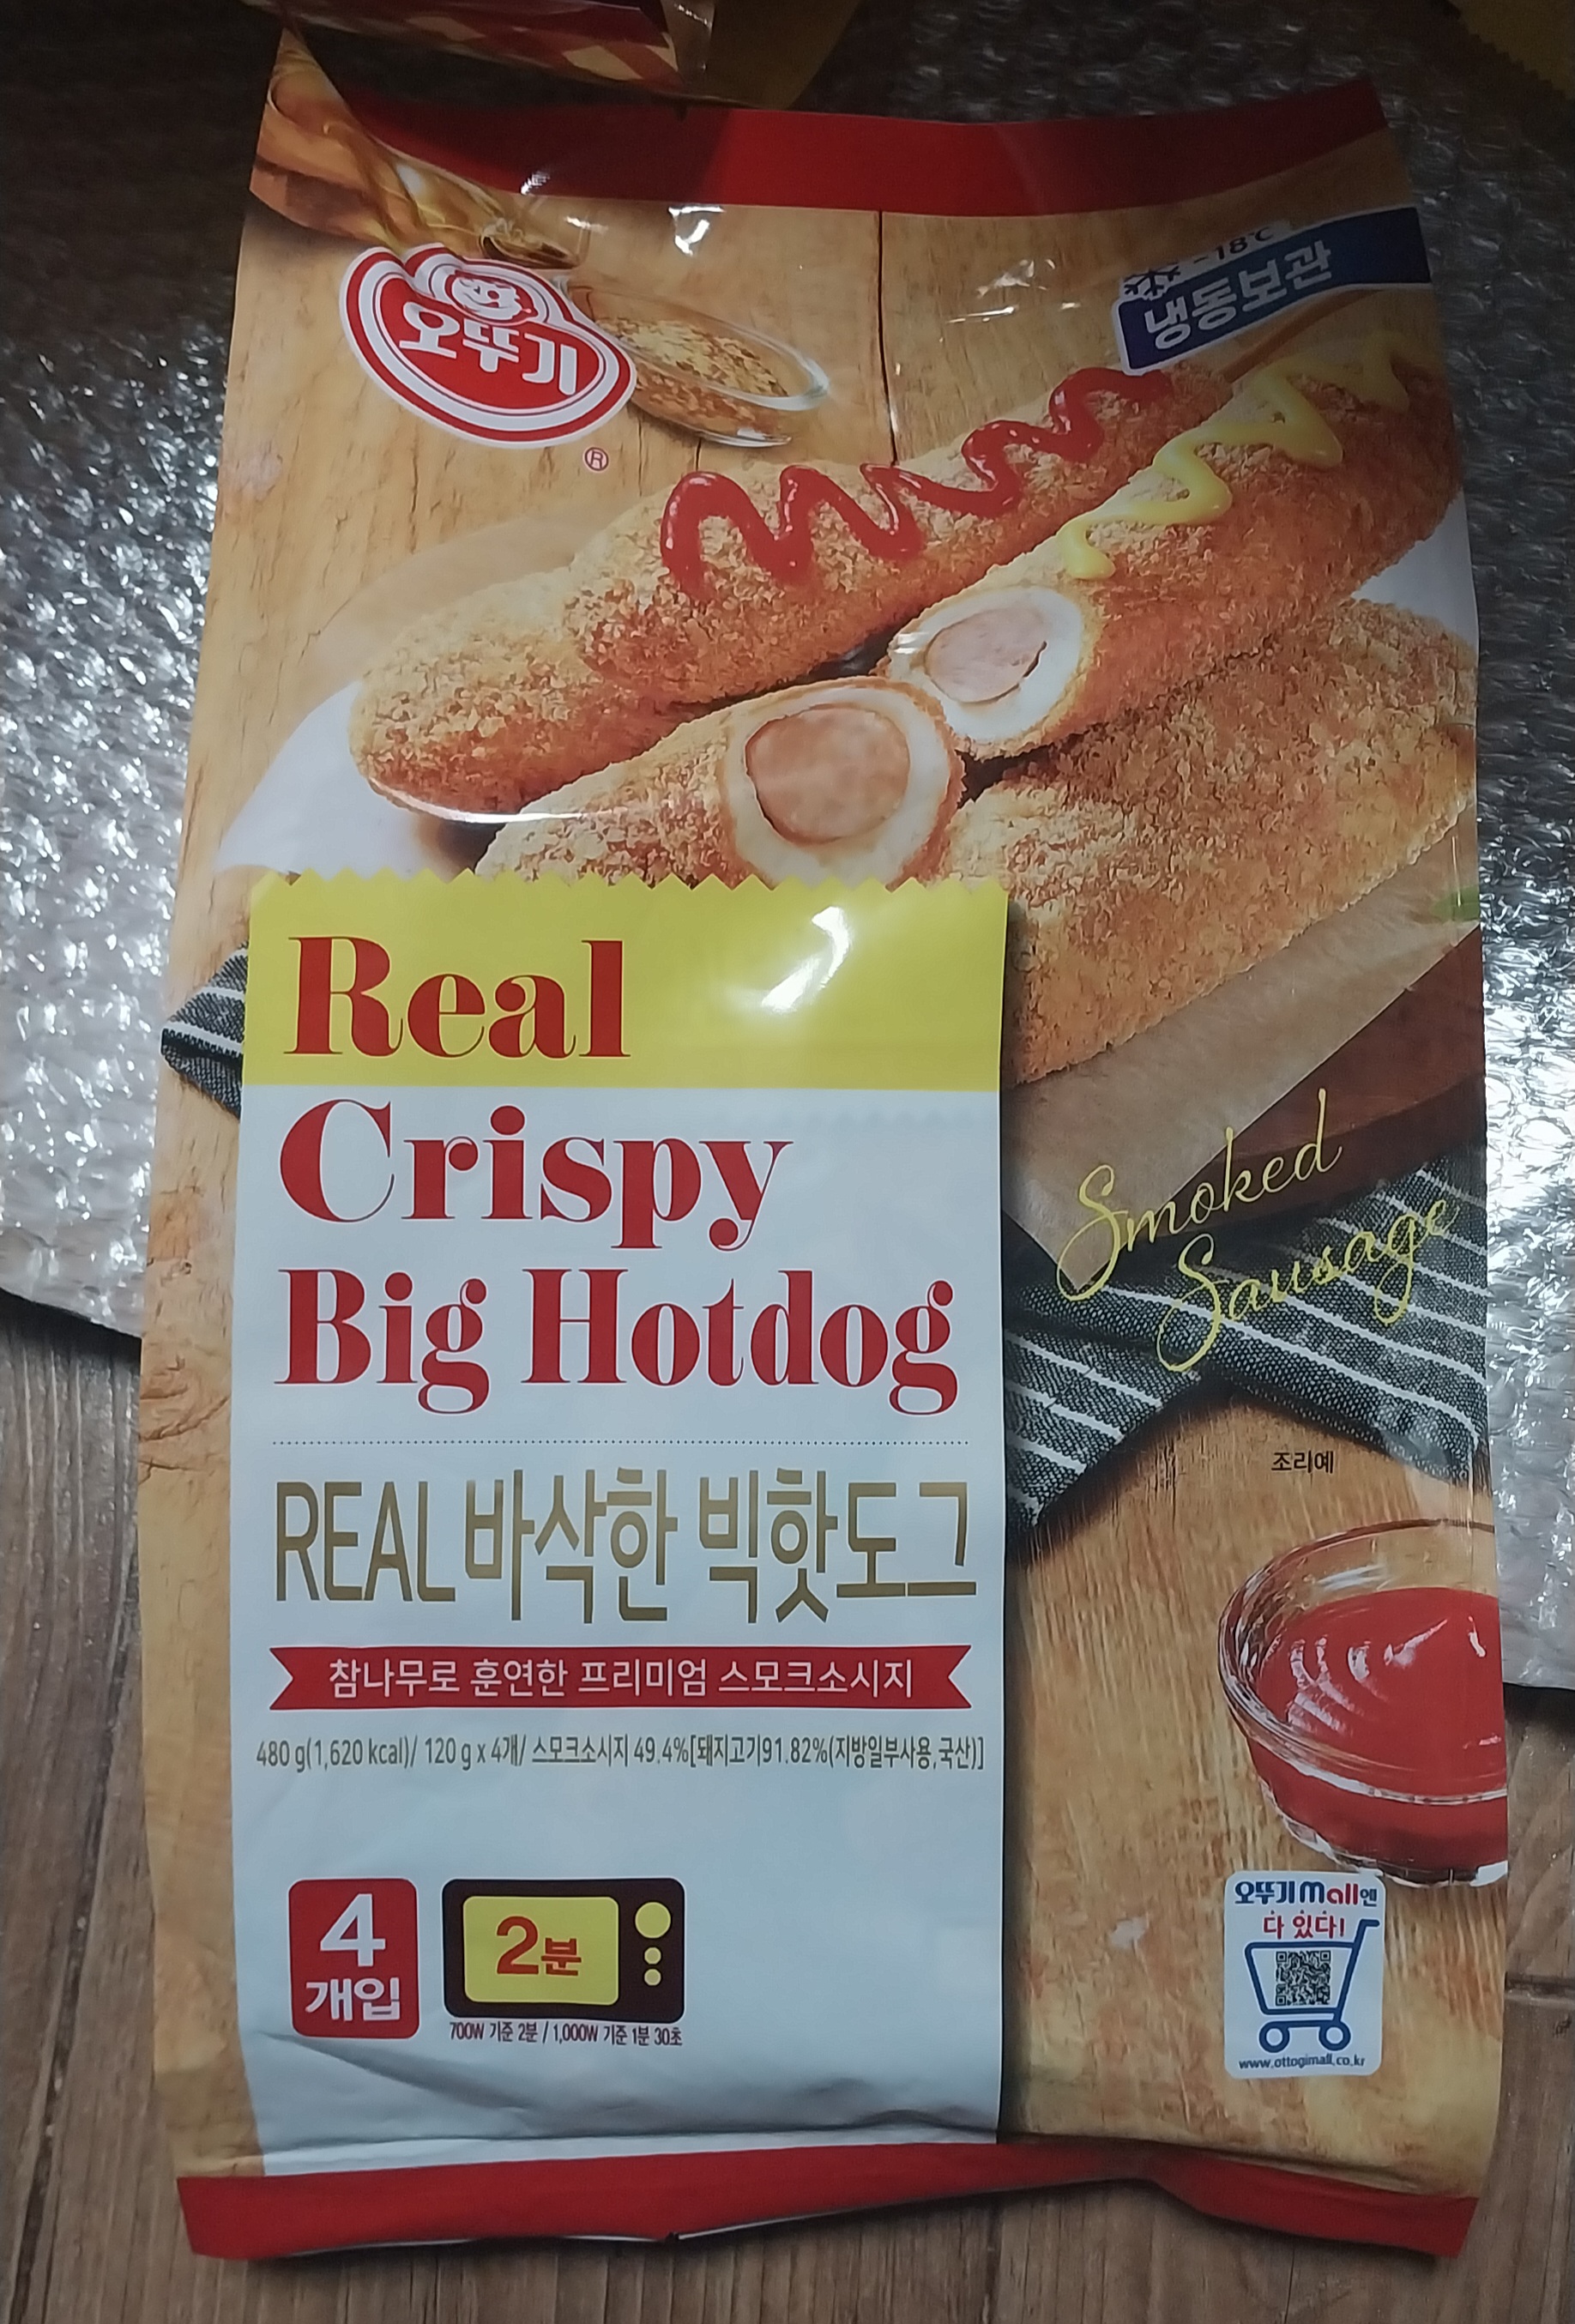 -18℃
냉동보관
오뚜기
®
Real
Crispy
Big Hotdog
Smoked
Sausage
조리예
REAL 바삭한 빅핫도그
참나무로 훈연한 프리미엄 스모크소시지
480 g(1,620 kcal)/ 120 g x 4개/ 스모크소시지 49.4%[돼지고기91.82%(지방일부사용,국산)]
4
개입
2분
700W 기준 2분 / 1,000W 기준 1분 30초
오뚜기mall엔
다 있다!
www.ottogimall.co.kr